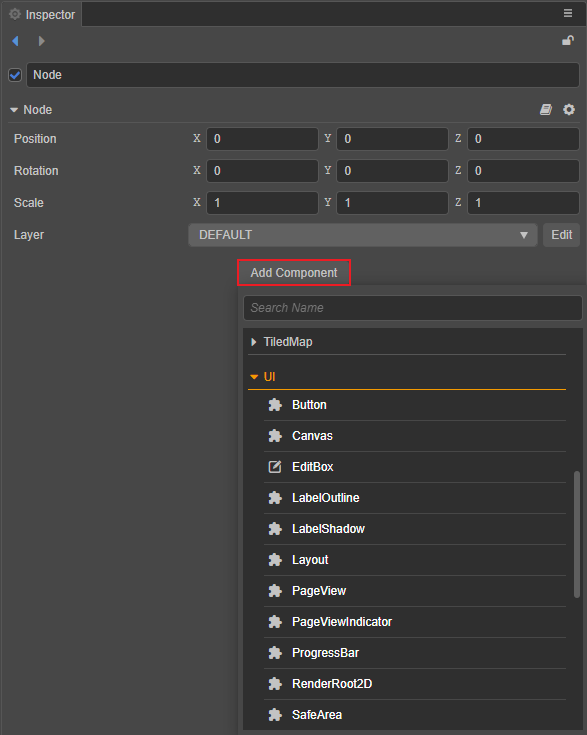 Inspector
Node
Node
Position X 0 Y 0 Z 0
Rotation X 0 Y 0 Z 0
Scale X 1 Y 1 Z 1
Layer DEFAULT Edit
Add Component
Search Name
TiledMap
UI
Button
Canvas
EditBox
LabelOutline
LabelShadow
Layout
PageView
PageViewIndicator
ProgressBar
RenderRoot2D
SafeArea